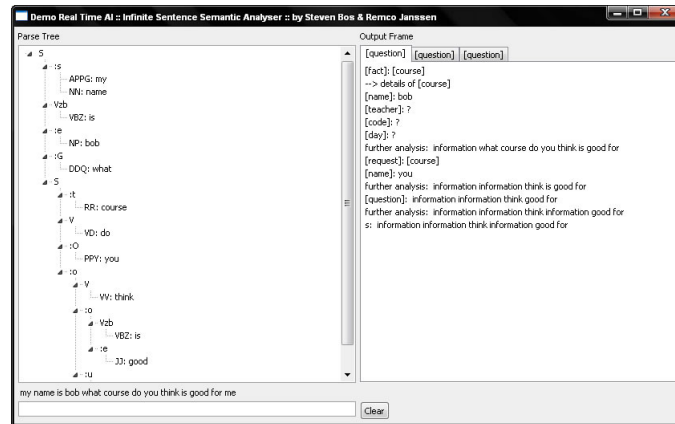 Demo Real Time AI :: Infinite Sentence Semantic Analyser :: by Steven Bos & Remco Janssen
Parse Tree
S
:s
APPG: my
NN: name
Vzb
VBZ: is
:e
NP: bob
:G
DDQ: what
S
:t
RR: course
V
VD: do
:O
PPY: you
:o
V
VV: think
:o
Vzb
VBZ: is
:e
JJ: good
:u
my name is bob what course do you think is good for me
Output Frame
[question] [question] [question]
[fact]: [course]
--> details of [course]
[name]: bob
[teacher]: ?
[code]: ?
[day]: ?
further analysis: information what course do you think is good for
[request]: [course]
[name]: you
further analysis: information information think is good for
[question]: information information think good for
further analysis: information information think information good for
s: information information think information good for
Clear